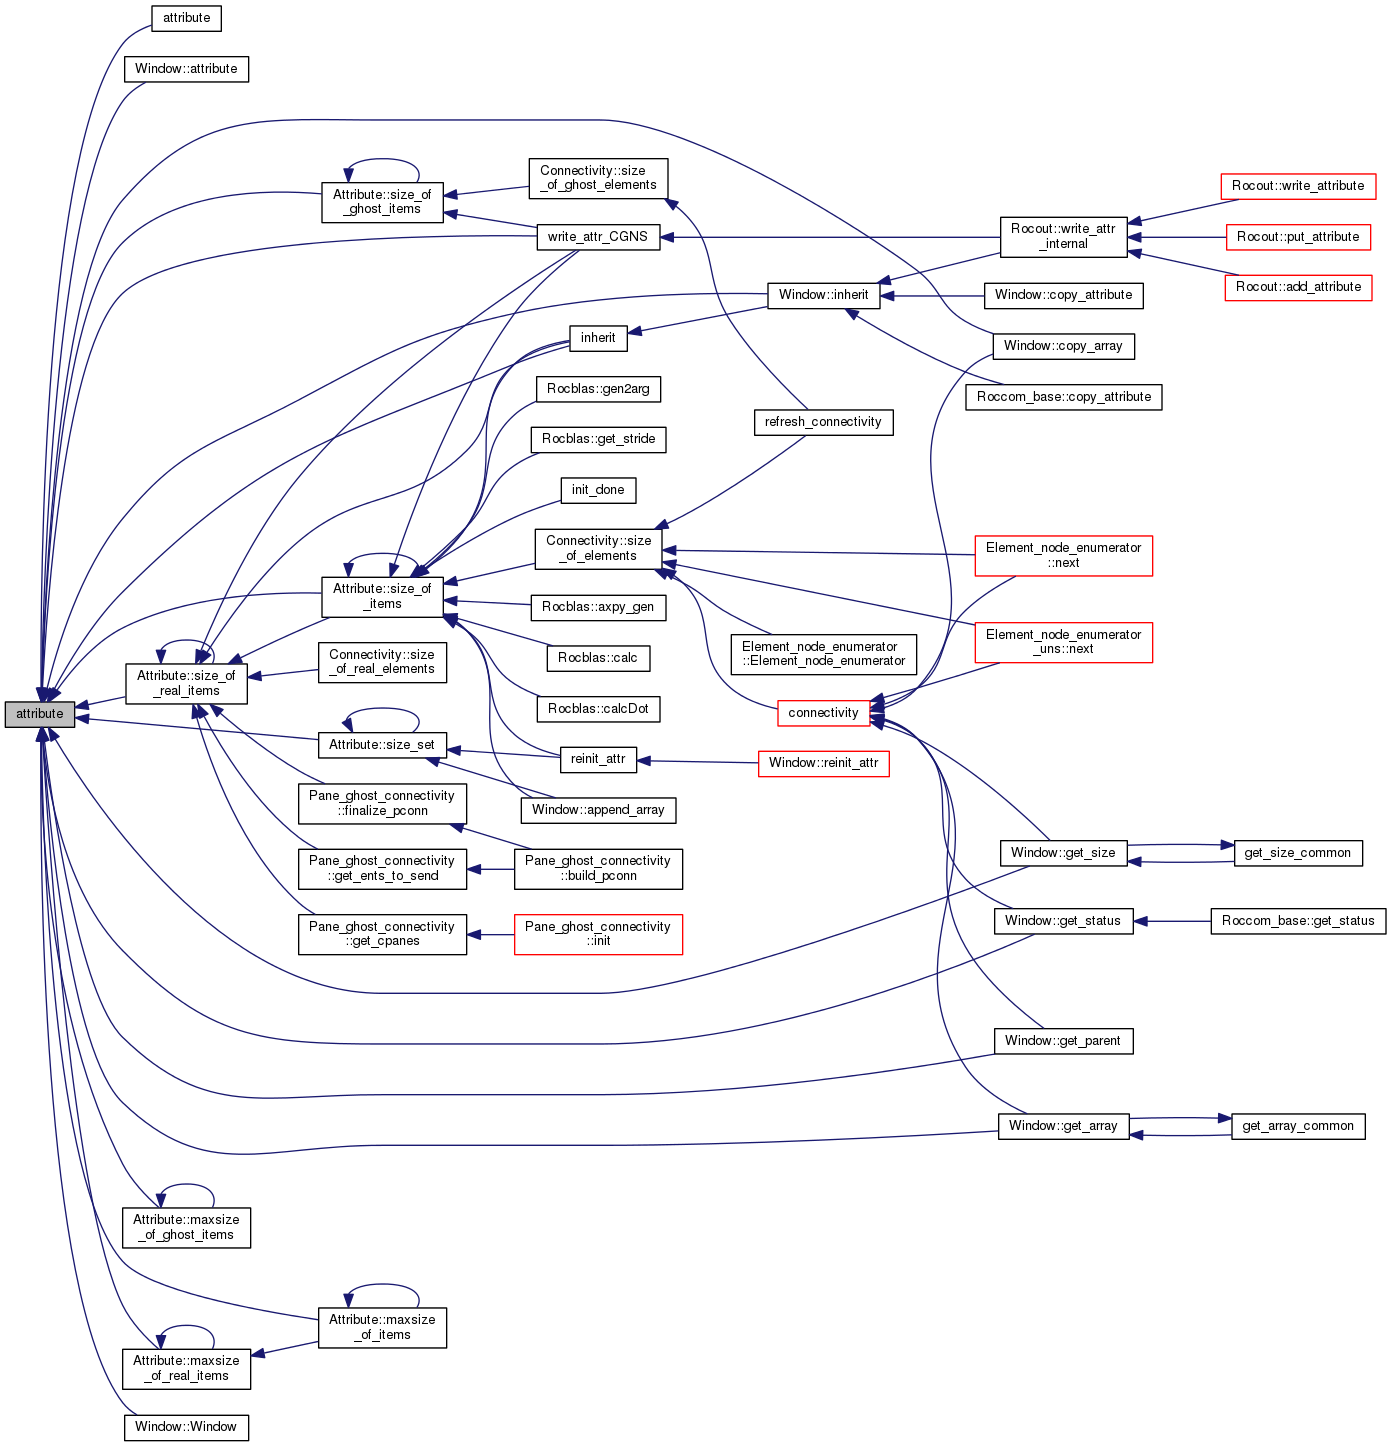 attribute
Window::attribute
Connectivity::size
_of_ghost_elements
Attribute::size_of
_ghost_items
Rocout::write_attribute
write_attr_CGNS
Rocout::write_attr
_internal
Rocout::put_attribute
Rocout::add_attribute
Window::inherit
Window::copy_attribute
inherit
Window::copy_array
Rocblas::gen2arg
Roccom_base::copy_attribute
refresh_connectivity
Rocblas::get_stride
init_done
Connectivity::size
_of_elements
Element_node_enumerator
::next
Attribute::size_of
_items
Rocblas::axpy_gen
Element_node_enumerator
_uns::next
Element_node_enumerator
::Element_node_enumerator
Rocblas::calc
Connectivity::size
_of_real_elements
Attribute::size_of
_real_items
attribute
Rocblas::calcDot
connectivity
Attribute::size_set
reinit_attr
Window::reinit_attr
Pane_ghost_connectivity
::finalize_pconn
Window::append_array
Window::get_size
get_size_common
Pane_ghost_connectivity
::get_ents_to_send
Pane_ghost_connectivity
::build_pconn
Window::get_status
Roccom_base::get_status
Pane_ghost_connectivity
::get_cpanes
Pane_ghost_connectivity
::init
Window::get_parent
Window::get_array
get_array_common
Attribute::maxsize
_of_ghost_items
Attribute::maxsize
_of_items
Attribute::maxsize
_of_real_items
Window::Window